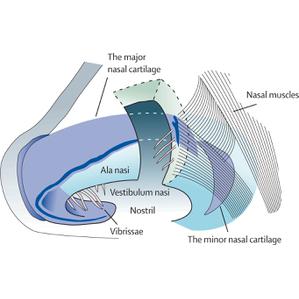 The major
nasal cartilage
Nasal muscles
Ala nasi
Vestibulum nasi
Nostril
Vibrissae
The minor nasal cartilage